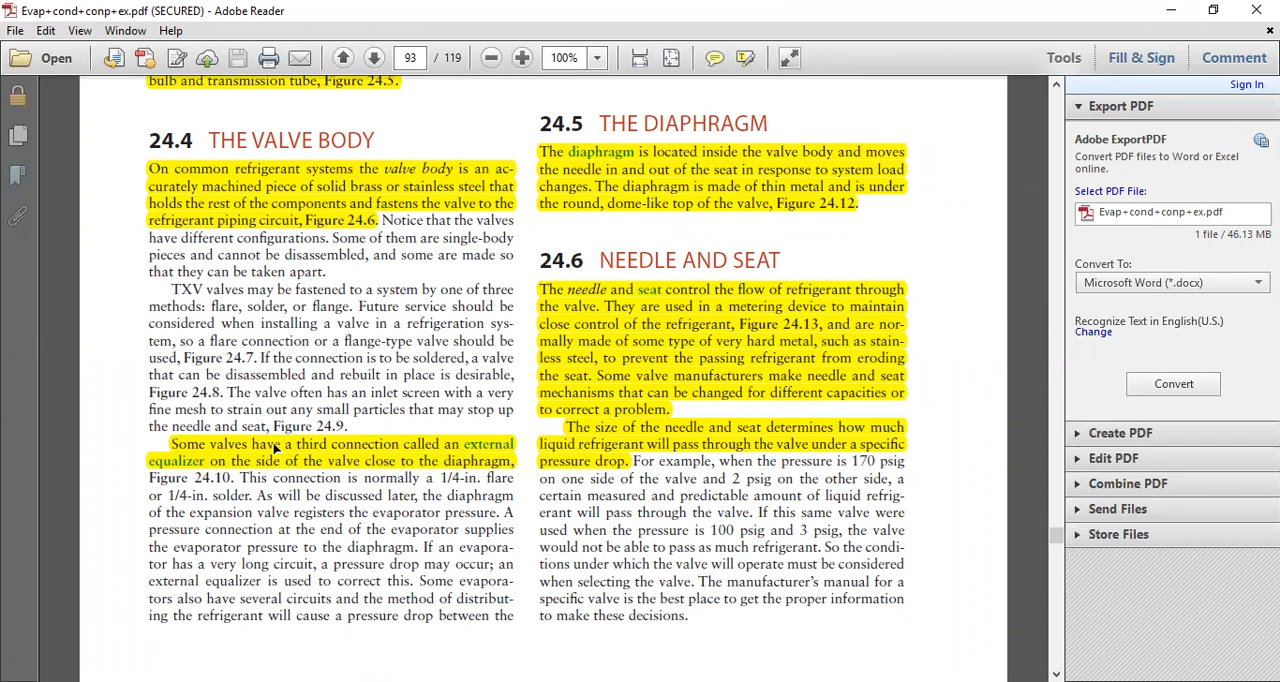 Evap+cond+conp+ex.pdf (SECURED) - Adobe Reader
File Edit View Window Help
Open 93 / 119 100% Tools Fill & Sign Comment
bulb and transmission tube, Figure 24.5.
24.4 THE VALVE BODY
On common refrigerant systems the valve body is an ac-
curately machined piece of solid brass or stainless steel that
holds the rest of the components and fastens the valve to the
refrigerant piping circuit, Figure 24.6. Notice that the valves
have different configurations. Some of them are single-body
pieces and cannot be disassembled, and some are made so
that they can be taken apart.
TXV valves may be fastened to a system by one of three
methods: flare, solder, or flange. Future service should be
considered when installing a valve in a refrigeration sys-
tem, so a flare connection or a flange-type valve should be
used, Figure 24.7. If the connection is to be soldered, a valve
that can be disassembled and rebuilt in place is desirable,
Figure 24.8. The valve often has an inlet screen with a very
fine mesh to strain out any small particles that may stop up
the needle and seat, Figure 24.9.
Some valves have a third connection called an external
equalizer on the side of the valve close to the diaphragm,
Figure 24.10. This connection is normally a 1/4-in. flare
or 1/4-in. solder. As will be discussed later, the diaphragm
of the expansion valve registers the evaporator pressure. A
pressure connection at the end of the evaporator supplies
the evaporator pressure to the diaphragm. If an evapora-
tor has a very long circuit, a pressure drop may occur; an
external equalizer is used to correct this. Some evapora-
tors also have several circuits and the method of distribut-
ing the refrigerant will cause a pressure drop between the
24.5 THE DIAPHRAGM
The diaphragm is located inside the valve body and moves
the needle in and out of the seat in response to system load
changes. The diaphragm is made of thin metal and is under
the round, dome-like top of the valve, Figure 24.12.
24.6 NEEDLE AND SEAT
The needle and seat control the flow of refrigerant through
the valve. They are used in a metering device to maintain
close control of the refrigerant, Figure 24.13, and are nor-
mally made of some type of very hard metal, such as stain-
less steel, to prevent the passing refrigerant from eroding
the seat. Some valve manufacturers make needle and seat
mechanisms that can be changed for different capacities or
to correct a problem.
The size of the needle and seat determines how much
liquid refrigerant will pass through the valve under a specific
pressure drop. For example, when the pressure is 170 psig
on one side of the valve and 2 psig on the other side, a
certain measured and predictable amount of liquid refrig-
erant will pass through the valve. If this same valve were
used when the pressure is 100 psig and 3 psig, the valve
would not be able to pass as much refrigerant. So the condi-
tions under which the valve will operate must be considered
when selecting the valve. The manufacturer's manual for a
specific valve is the best place to get the proper information
to make these decisions.
Sign In
Export PDF
Adobe ExportPDF
Convert PDF files to Word or Excel
online.
Select PDF File:
Evap+cond+conp+ex.pdf
1 file / 46.13 MB
Convert To:
Microsoft Word (*.docx)
Recognize Text in English(U.S.)
Change
Convert
Create PDF
Edit PDF
Combine PDF
Send Files
Store Files